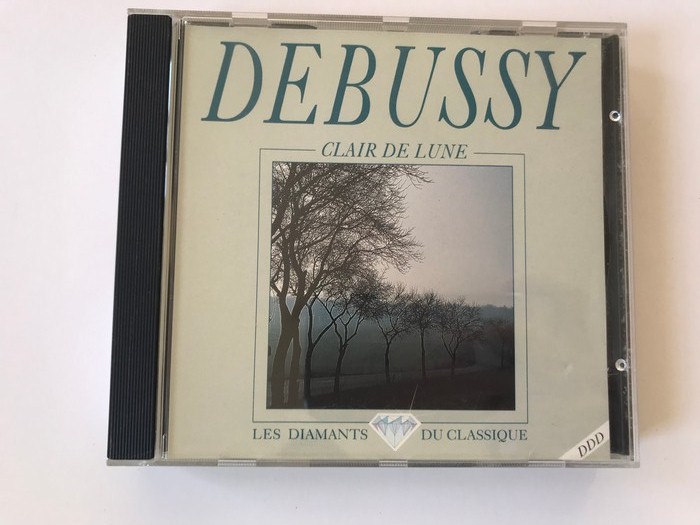 DEBUSSY
CLAIR DE LUNE
LES DIAMANTS DU CLASSIQUE
DDD